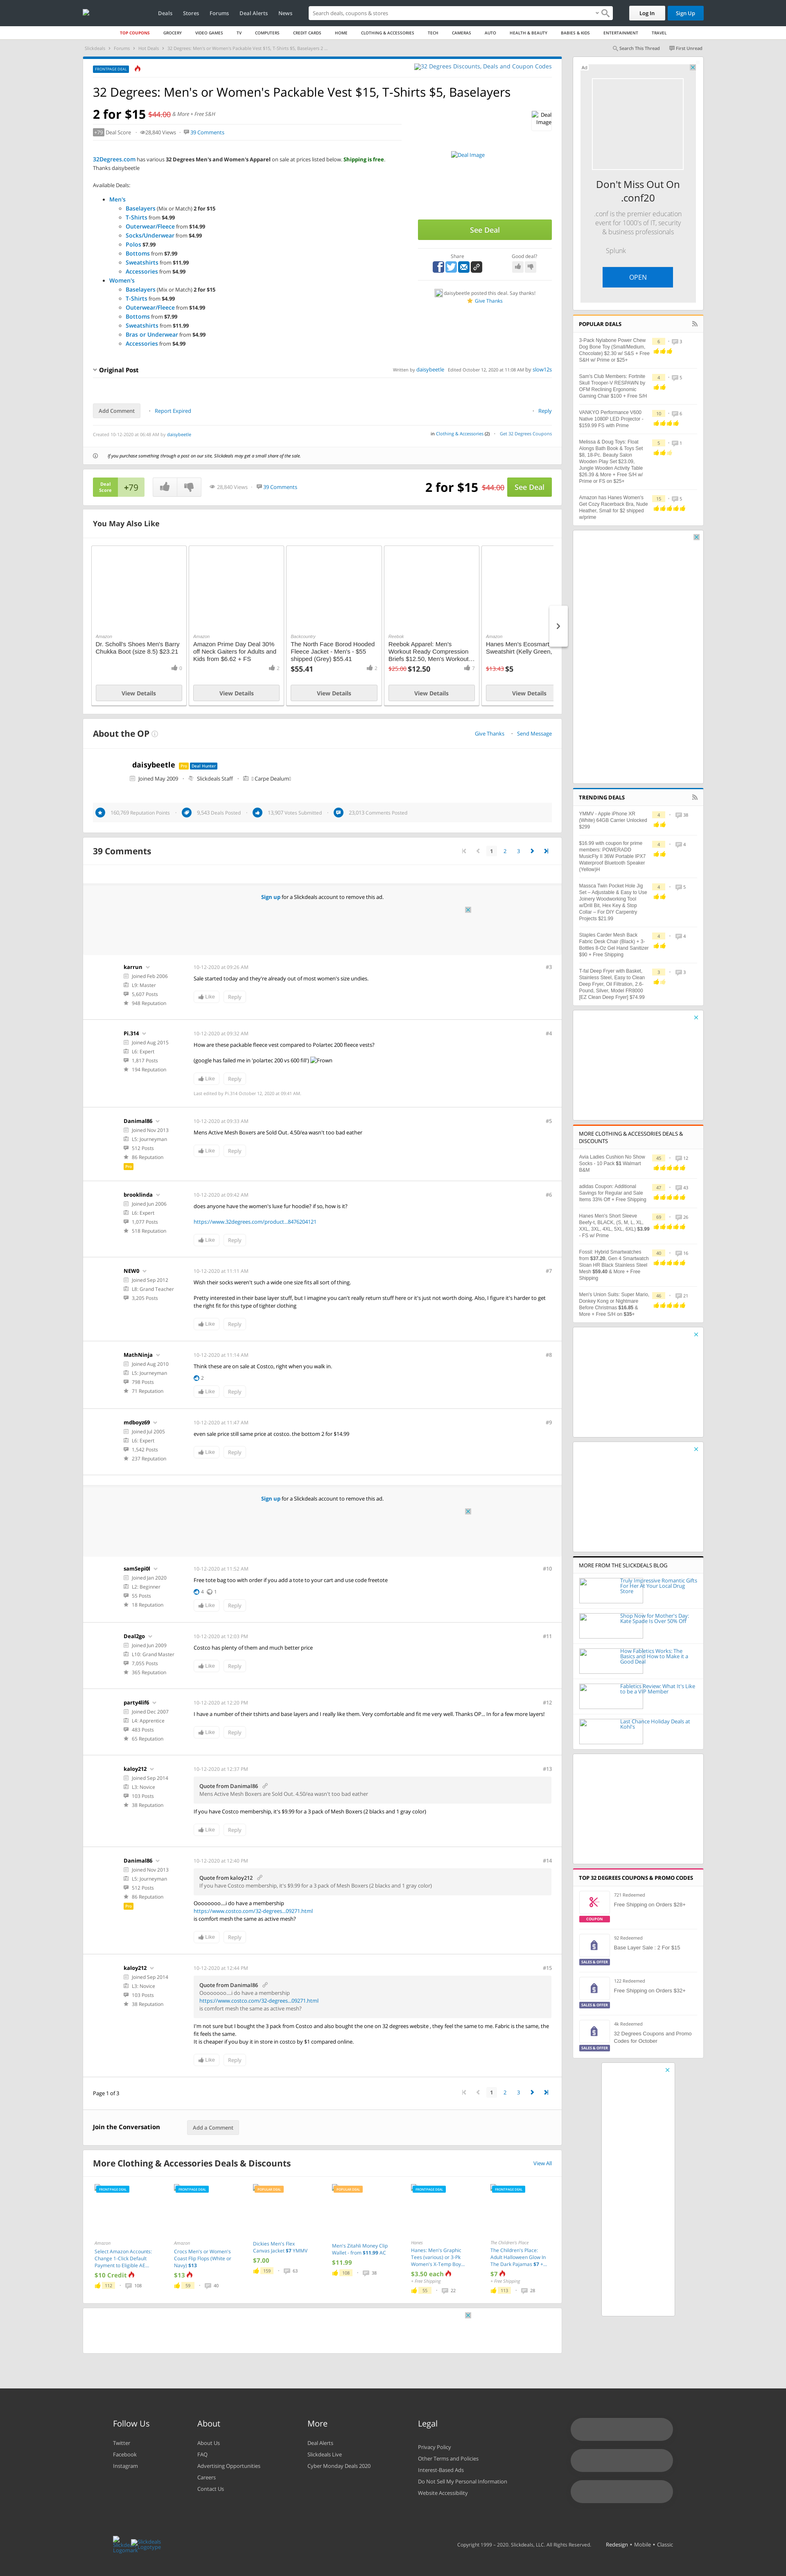 Deals
Stores
Forums
Deal Alerts
News
Search deals, coupons & stores
Log In
Sign Up
TOP COUPONS
GROCERY
VIDEO GAMES
TV
COMPUTERS
CREDIT CARDS
HOME
CLOTHING & ACCESSORIES
TECH
CAMERAS
AUTO
HEALTH & BEAUTY
BABIES & KIDS
ENTERTAINMENT
TRAVEL
Slickdeals > Forums > Hot Deals > 32 Degrees: Men's or Women's Packable Vest $15, T-Shirts $5, Baselayers 2...
Search This Thread
First Unread
FRONTPAGE DEAL
32 Degrees Discounts, Deals and Coupon Codes
32 Degrees: Men's or Women's Packable Vest $15, T-Shirts $5, Baselayers
2 for $15 $44.00 & More + Free S&H
+79 Deal Score
28,840 Views
39 Comments
Deal Image
Deal Image
32Degrees.com has various 32 Degrees Men's and Women's Apparel on sale at prices listed below. Shipping is free.
Thanks daisybeetle
Available Deals:
Men's
Baselayers (Mix or Match) 2 for $15
T-Shirts from $4.99
Outerwear/Fleece from $14.99
Socks/Underwear from $4.99
Polos $7.99
Bottoms from $7.99
Sweatshirts from $11.99
Accessories from $4.99
Women's
Baselayers (Mix or Match) 2 for $15
T-Shirts from $4.99
Outerwear/Fleece from $14.99
Bottoms from $7.99
Sweatshirts from $11.99
Bras or Underwear from $4.99
Accessories from $4.99
See Deal
Share
Good deal?
daisybeetle posted this deal. Say thanks!
Give Thanks
Original Post
Written by daisybeetle
Edited October 12, 2020 at 11:08 AM by slow12s
Add Comment
Report Expired
Reply
Created 10-12-2020 at 06:48 AM by daisybeetle
in Clothing & Accessories (2)
Get 32 Degrees Coupons
If you purchase something through a post on our site, Slickdeals may get a small share of the sale.
Deal Score +79
28,840 Views
39 Comments
2 for $15 $44.00
See Deal
You May Also Like
Amazon
Dr. Scholl's Shoes Men's Barry Chukka Boot (size 8.5) $23.21
0
View Details
Amazon
Amazon Prime Day Deal 30% off Neck Gaiters for Adults and Kids from $6.62 + FS
2
View Details
Backcountry
The North Face Borod Hooded Fleece Jacket - Men's - $55 shipped (Grey) $55.41
$55.41
2
View Details
Reebok
Reebok Apparel: Men's Workout Ready Compression Briefs $12.50, Men's Workout...
$25.00 $12.50
7
View Details
Amazon
Hanes Men's Ecosmart Sweatshirt (Kelly Green,
$13.43 $5
View Details
About the OP
Give Thanks
Send Message
daisybeetle Pro Deal Hunter
Joined May 2009
Slickdeals Staff
Carpe Dealum
160,769 Reputation Points
9,543 Deals Posted
13,907 Votes Submitted
23,013 Comments Posted
39 Comments
1 2 3
Sign up for a Slickdeals account to remove this ad.
karrun
Joined Feb 2006
L9: Master
5,607 Posts
948 Reputation
10-12-2020 at 09:26 AM
#3
Sale started today and they're already out of most women's size undies.
Like
Reply
Pi.314
Joined Aug 2015
L6: Expert
1,817 Posts
194 Reputation
10-12-2020 at 09:32 AM
#4
How are these packable fleece vest compared to Polartec 200 fleece vests?
(google has failed me in 'polartec 200 vs 600 fill') Frown
Like
Reply
Last edited by Pi.314 October 12, 2020 at 09:41 AM.
Danimal86
Joined Nov 2013
L5: Journeyman
512 Posts
86 Reputation
Pro
10-12-2020 at 09:33 AM
#5
Mens Active Mesh Boxers are Sold Out. 4.50/ea wasn't too bad eather
Like
Reply
brooklinda
Joined Jun 2006
L6: Expert
1,077 Posts
518 Reputation
10-12-2020 at 09:42 AM
#6
does anyone have the women's luxe fur hoodie? If so, how is it?
https://www.32degrees.com/product...8476204121
Like
Reply
NEW0
Joined Sep 2012
L8: Grand Teacher
3,205 Posts
10-12-2020 at 11:11 AM
#7
Wish their socks weren't such a wide one size fits all sort of thing.
Pretty interested in their base layer stuff, but I imagine you can't really return stuff here or it's just not worth doing. Also, I figure it's harder to get the right fit for this type of tighter clothing
Like
Reply
MathNinja
Joined Aug 2010
L5: Journeyman
798 Posts
71 Reputation
10-12-2020 at 11:14 AM
#8
Think these are on sale at Costco, right when you walk in.
2
Like
Reply
mdboyz69
Joined Jul 2005
L6: Expert
1,542 Posts
237 Reputation
10-12-2020 at 11:47 AM
#9
even sale price still same price at costco. the bottom 2 for $14.99
Like
Reply
Sign up for a Slickdeals account to remove this ad.
samSepi0l
Joined Jan 2020
L2: Beginner
55 Posts
18 Reputation
10-12-2020 at 11:52 AM
#10
Free tote bag too with order if you add a tote to your cart and use code freetote
4 1
Like
Reply
Deal2go
Joined Jun 2009
L10: Grand Master
7,055 Posts
365 Reputation
10-12-2020 at 12:03 PM
#11
Costco has plenty of them and much better price
Like
Reply
party4lif6
Joined Dec 2007
L4: Apprentice
483 Posts
65 Reputation
10-12-2020 at 12:20 PM
#12
I have a number of their tshirts and base layers and I really like them. Very comfortable and fit me very well. Thanks OP... In for a few more layers!
Like
Reply
kaloy212
Joined Sep 2014
L3: Novice
103 Posts
38 Reputation
10-12-2020 at 12:37 PM
#13
Quote from Danimal86
Mens Active Mesh Boxers are Sold Out. 4.50/ea wasn't too bad eather
If you have Costco membership, it's $9.99 for a 3 pack of Mesh Boxers (2 blacks and 1 gray color)
Like
Reply
Danimal86
Joined Nov 2013
L5: Journeyman
512 Posts
86 Reputation
Pro
10-12-2020 at 12:40 PM
#14
Quote from kaloy212
If you have Costco membership, it's $9.99 for a 3 pack of Mesh Boxers (2 blacks and 1 gray color)
Oooooooo....i do have a membership
https://www.costco.com/32-degrees...09271.html
is comfort mesh the same as active mesh?
Like
Reply
kaloy212
Joined Sep 2014
L3: Novice
103 Posts
38 Reputation
10-12-2020 at 12:44 PM
#15
Quote from Danimal86
Oooooooo....i do have a membership
https://www.costco.com/32-degrees...09271.html
is comfort mesh the same as active mesh?
I'm not sure but I bought the 3 pack from Costco and also bought the one on 32 degrees website , they feel the same to me. Fabric is the same, the fit feels the same.
It is cheaper if you buy it in store in costco by $1 compared online.
Like
Reply
Page 1 of 3
1 2 3
Join the Conversation
Add a Comment
More Clothing & Accessories Deals & Discounts
View All
FRONTPAGE DEAL
Amazon
Select Amazon Accounts: Change 1-Click Default Payment to Eligible AE...
$10 Credit
112 108
FRONTPAGE DEAL
Amazon
Crocs Men's or Women's Coast Flip Flops (White or Navy) $13
$13
59 40
POPULAR DEAL
Dickies Men's Flex Canvas Jacket $7 YMMV
$7.00
159 63
POPULAR DEAL
Men's Zitahli Money Clip Wallet - from $11.99 AC
$11.99
108 38
FRONTPAGE DEAL
Hanes
Hanes: Men's Graphic Tees (various) or 3-Pk Women's X-Temp Boy...
$3.50 each
+ Free Shipping
50 22
FRONTPAGE DEAL
The Children's Place
The Children's Place: Adult Halloween Glow In The Dark Pajamas $7 +...
$7
+ Free Shipping
113 28
Ad
Don't Miss Out On .conf20
.conf is the premier education event for 1000's of IT, security & business professionals
Splunk
OPEN
POPULAR DEALS
3-Pack Nylabone Power Chew Dog Bone Toy (Small/Medium, Chocolate) $2.30 w/ S&S + Free S&H w/ Prime or $25+
6 3
Sam's Club Members: Fortnite Skull Trooper-V RESPAWN by OFM Reclining Ergonomic Gaming Chair $100 + Free S/H
4 5
VANKYO Performance V600 Native 1080P LED Projector - $159.99 FS with Prime
10 6
Melissa & Doug Toys: Float Alongs Bath Book & Toys Set $8, 18-Pc. Beauty Salon Wooden Play Set $23.09, Jungle Wooden Activity Table $26.39 & More + Free S/H w/ Prime or FS on $25+
5 1
Amazon has Hanes Women's Get Cozy Racerback Bra, Nude Heather, Small for $2 shipped w/prime
15 5
TRENDING DEALS
YMMV - Apple iPhone XR (White) 64GB Carrier Unlocked $299
4 38
$16.99 with coupon for prime members: POWERADD MusicFly II 36W Portable IPX7 Waterproof Bluetooth Speaker (Yellow)H
4 4
Massca Twin Pocket Hole Jig Set – Adjustable & Easy to Use Joinery Woodworking Tool w/Drill Bit, Hex Key & Stop Collar – For DIY Carpentry Projects $21.99
4 5
Staples Carder Mesh Back Fabric Desk Chair (Black) + 3-Bottles 8-Oz Gel Hand Sanitizer $90 + Free Shipping
4 4
T-fal Deep Fryer with Basket, Stainless Steel, Easy to Clean Deep Fryer, Oil Filtration, 2.6-Pound, Silver, Model FR8000 [EZ Clean Deep Fryer] $74.99
3 3
MORE CLOTHING & ACCESSORIES DEALS & DISCOUNTS
Avia Ladies Cushion No Show Socks - 10 Pack $1 Walmart B&M
45 12
adidas Coupon: Additional Savings for Regular and Sale Items 33% Off + Free Shipping
47 43
Hanes Men's Short Sleeve Beefy-t, BLACK, (S, M, L, XL, XXL, 3XL, 4XL, 5XL, 6XL) $3.99 - FS w/ Prime
69 26
Fossil: Hybrid Smartwatches from $37.20, Gen 4 Smartwatch Sloan HR Black Stainless Steel Mesh $59.40 & More + Free Shipping
40 16
Men's Union Suits: Super Mario, Donkey Kong or Nightmare Before Christmas $16.85 & More + Free S/H on $35+
46 21
MORE FROM THE SLICKDEALS BLOG
Truly Impressive Romantic Gifts For Her At Your Local Drug Store
Shop Now for Mother's Day: Kate Spade Is Over 50% Off
How Fabletics Works: The Basics and How to Make it a Good Deal
Fabletics Review: What It's Like to be a VIP Member
Last Chance Holiday Deals at Kohl's
TOP 32 DEGREES COUPONS & PROMO CODES
COUPON
721 Redeemed
Free Shipping on Orders $28+
SALES & OFFER
92 Redeemed
Base Layer Sale : 2 For $15
SALES & OFFER
122 Redeemed
Free Shipping on Orders $32+
SALES & OFFER
4k Redeemed
32 Degrees Coupons and Promo Codes for October
Follow Us
Twitter
Facebook
Instagram
About
About Us
FAQ
Advertising Opportunities
Careers
Contact Us
More
Deal Alerts
Slickdeals Live
Cyber Monday Deals 2020
Legal
Privacy Policy
Other Terms and Policies
Interest-Based Ads
Do Not Sell My Personal Information
Website Accessibility
Copyright 1999 – 2020. Slickdeals, LLC. All Rights Reserved.
Redesign • Mobile • Classic